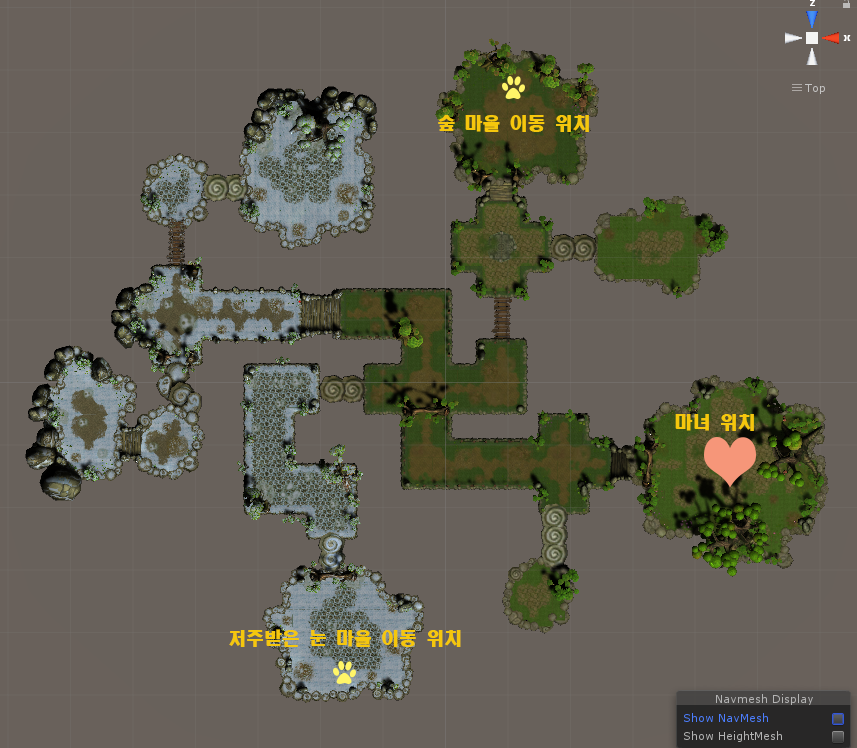 z
x
Top
숲 마을 이동 위치
마녀 위치
저주받은 눈 마을 이동 위치
Navmesh Display
Show NavMesh
Show HeightMesh